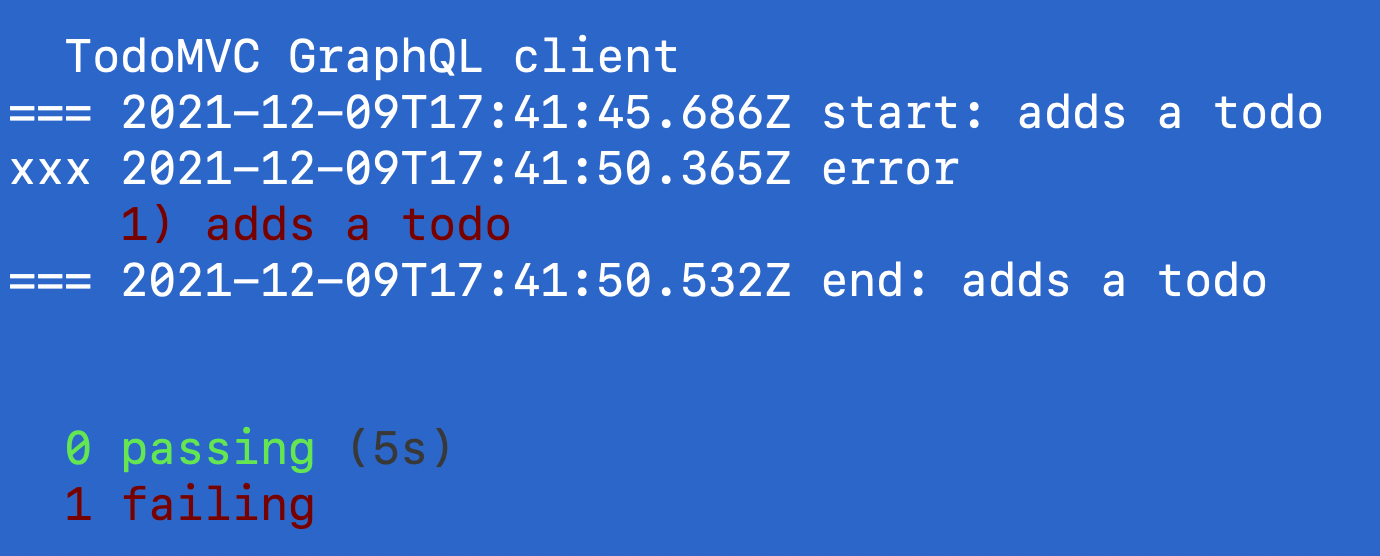 TodoMVC GraphQL client
=== 2021-12-09T17:41:45.686Z start: adds a todo
xxx 2021-12-09T17:41:50.365Z error
1) adds a todo
=== 2021-12-09T17:41:50.532Z end: adds a todo
0 passing (5s)
1 failing